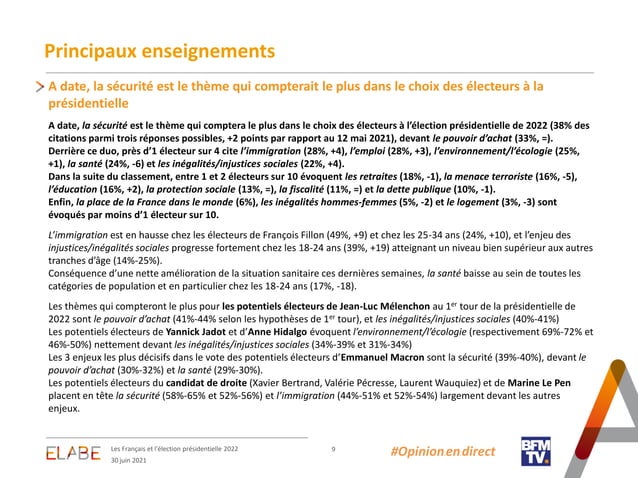 Principaux enseignements
A date, la sécurité est le thème qui compterait le plus dans le choix des électeurs à la
présidentielle
A date, la sécurité est le thème qui comptera le plus dans le choix des électeurs à l’élection présidentielle de 2022 (38% des
citations parmi trois réponses possibles, +2 points par rapport au 12 mai 2021), devant le pouvoir d’achat (33%, =).
Derrière ce duo, près d’1 électeur sur 4 cite l’immigration (28%, +4), l’emploi (28%, +3), l’environnement/l’écologie (25%,
+1), la santé (24%, -6) et les inégalités/injustices sociales (22%, +4).
Dans la suite du classement, entre 1 et 2 électeurs sur 10 évoquent les retraites (18%, -1), la menace terroriste (16%, -5),
l’éducation (16%, +2), la protection sociale (13%, =), la fiscalité (11%, =) et la dette publique (10%, -1).
Enfin, la place de la France dans le monde (6%), les inégalités hommes-femmes (5%, -2) et le logement (3%, -3) sont
évoqués par moins d’1 électeur sur 10.
L’immigration est en hausse chez les électeurs de François Fillon (49%, +9) et chez les 25-34 ans (24%, +10), et l’enjeu des
injustices/inégalités sociales progresse fortement chez les 18-24 ans (39%, +19) atteignant un niveau bien supérieur aux autres
tranches d’âge (14%-25%).
Conséquence d’une nette amélioration de la situation sanitaire ces dernières semaines, la santé baisse au sein de toutes les
catégories de population et en particulier chez les 18-24 ans (17%, -18).
Les thèmes qui compteront le plus pour les potentiels électeurs de Jean-Luc Mélenchon au 1er tour de la présidentielle de
2022 sont le pouvoir d’achat (41%-44% selon les hypothèses de 1er tour), et les inégalités/injustices sociales (40%-41%)
Les potentiels électeurs de Yannick Jadot et d’Anne Hidalgo évoquent l’environnement/l’écologie (respectivement 69%-72% et
46%-50%) nettement devant les inégalités/injustices sociales (34%-39% et 31%-34%)
Les 3 enjeux les plus décisifs dans le vote des potentiels électeurs d’Emmanuel Macron sont la sécurité (39%-40%), devant le
pouvoir d’achat (30%-32%) et la santé (29%-30%).
Les potentiels électeurs du candidat de droite (Xavier Bertrand, Valérie Pécresse, Laurent Wauquiez) et de Marine Le Pen
placent en tête la sécurité (58%-65% et 52%-56%) et l’immigration (44%-51% et 52%-54%) largement devant les autres
enjeux.
ELABE
Les Français et l’élection présidentielle 2022
30 juin 2021
9
#Opinion en direct
BFM
TV.